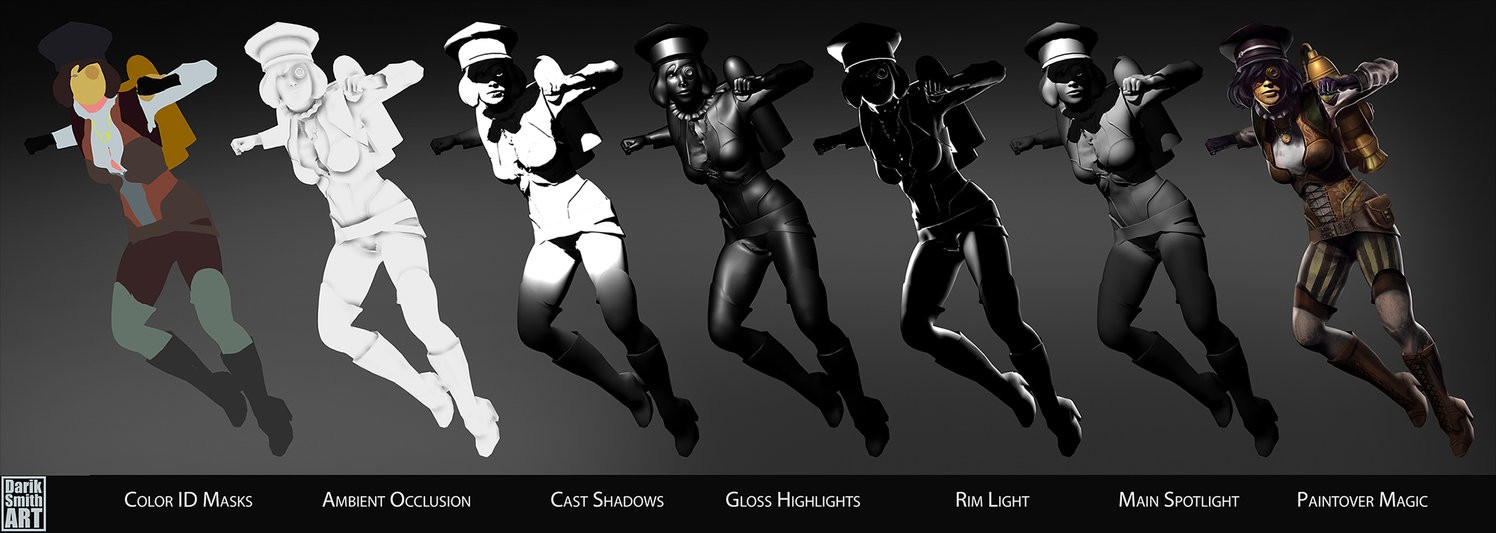 Darik
Smith
ART
Color ID Masks
Ambient Occlusion
Cast Shadows
Gloss Highlights
Rim Light
Main Spotlight
Paintover Magic